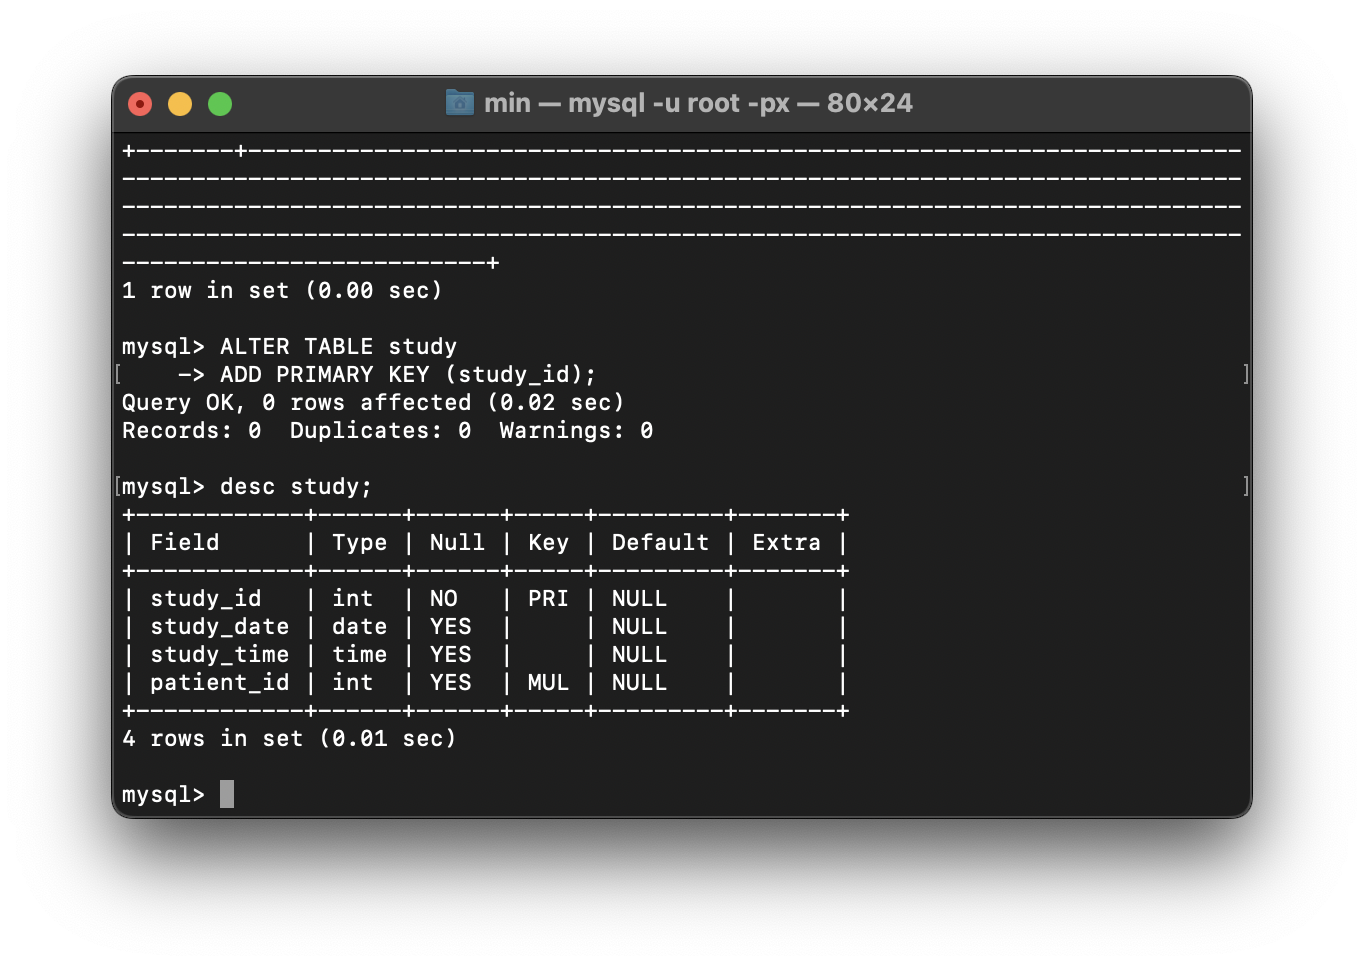 min — mysql -u root -px — 80×24
+-------+-----------------------------------------------------------------------
--------------------------------------------------------------------------------
--------------------------------------------------------------------------------
--------------------------------------------------------------------------------
--------------------------+
1 row in set (0.00 sec)
mysql> ALTER TABLE study
[    -> ADD PRIMARY KEY (study_id); ]
Query OK, 0 rows affected (0.02 sec)
Records: 0  Duplicates: 0  Warnings: 0
[mysql> desc study; ]
+------------+------+------+-----+---------+-------+
| Field      | Type | Null | Key | Default | Extra |
+------------+------+------+-----+---------+-------+
| study_id   | int  | NO   | PRI | NULL    |       |
| study_date | date | YES  |     | NULL    |       |
| study_time | time | YES  |     | NULL    |       |
| patient_id | int  | YES  | MUL | NULL    |       |
+------------+------+------+-----+---------+-------+
4 rows in set (0.01 sec)
mysql>